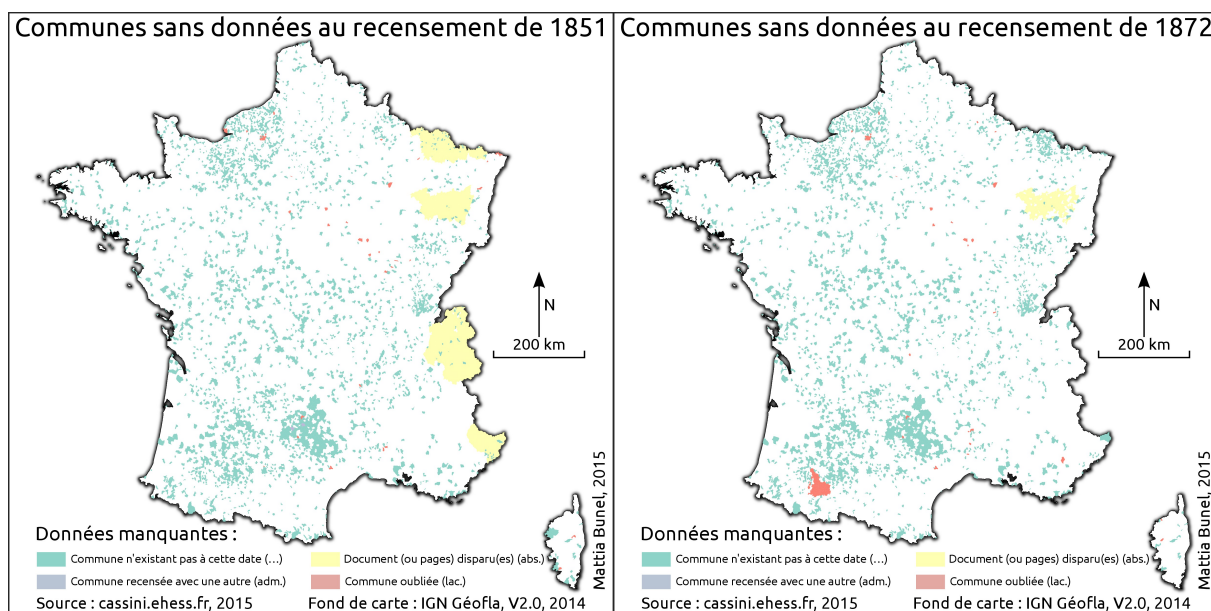 Communes sans données au recensement de 1851
N
200 km
Données manquantes :
Commune n'existant pas à cette date (...)
Document (ou pages) disparu(es) (abs.)
Commune recensée avec une autre (adm.)
Commune oubliée (lac.)
Source : cassini.ehess.fr, 2015
Fond de carte : IGN Géofla, V2.0, 2014
Mattia Bunel, 2015
Communes sans données au recensement de 1872
N
200 km
Données manquantes :
Commune n'existant pas à cette date (...)
Document (ou pages) disparu(es) (abs.)
Commune recensée avec une autre (adm.)
Commune oubliée (lac.)
Source : cassini.ehess.fr, 2015
Fond de carte : IGN Géofla, V2.0, 2014
Mattia Bunel, 2015